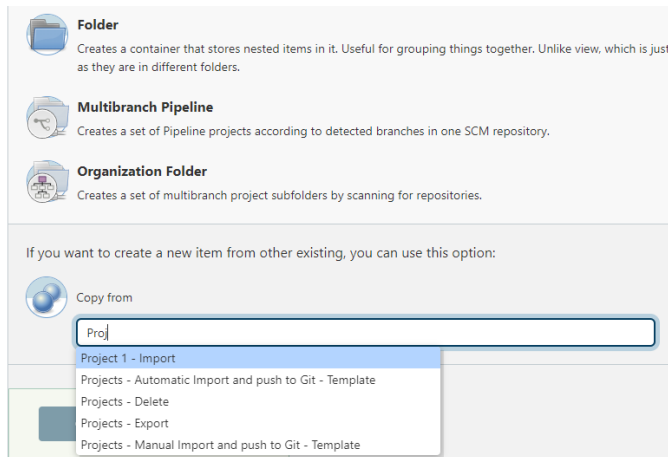 Folder
Creates a container that stores nested items in it. Useful for grouping things together. Unlike view, which is just
as they are in different folders.
Multibranch Pipeline
Creates a set of Pipeline projects according to detected branches in one SCM repository.
Organization Folder
Creates a set of multibranch project subfolders by scanning for repositories.
If you want to create a new item from other existing, you can use this option:
Copy from
Proj
Project 1 - Import
Projects - Automatic Import and push to Git - Template
Projects - Delete
Projects - Export
Projects - Manual Import and push to Git - Template